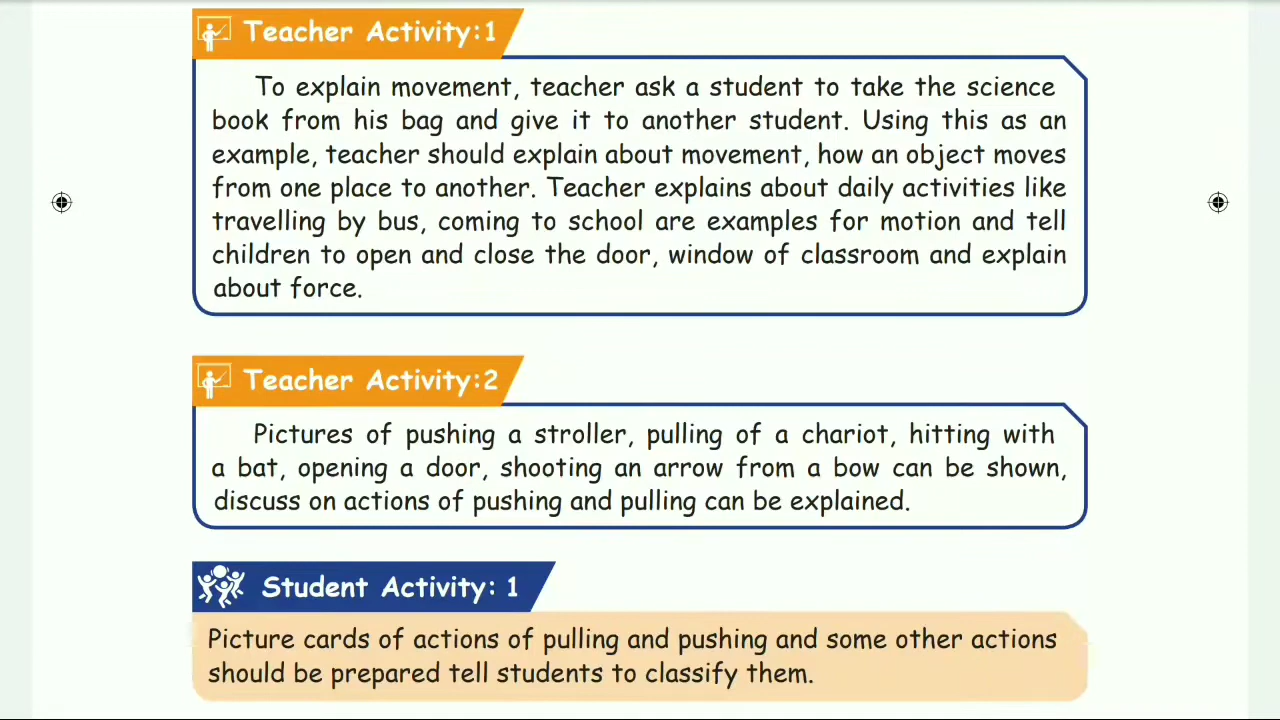 Teacher Activity:1
To explain movement, teacher ask a student to take the science
book from his bag and give it to another student. Using this as an
example, teacher should explain about movement, how an object moves
from one place to another. Teacher explains about daily activities like
travelling by bus, coming to school are examples for motion and tell
children to open and close the door, window of classroom and explain
about force.
Teacher Activity:2
Pictures of pushing a stroller, pulling of a chariot, hitting with
a bat, opening a door, shooting an arrow from a bow can be shown,
discuss on actions of pushing and pulling can be explained.
Student Activity: 1
Picture cards of actions of pulling and pushing and some other actions
should be prepared tell students to classify them.